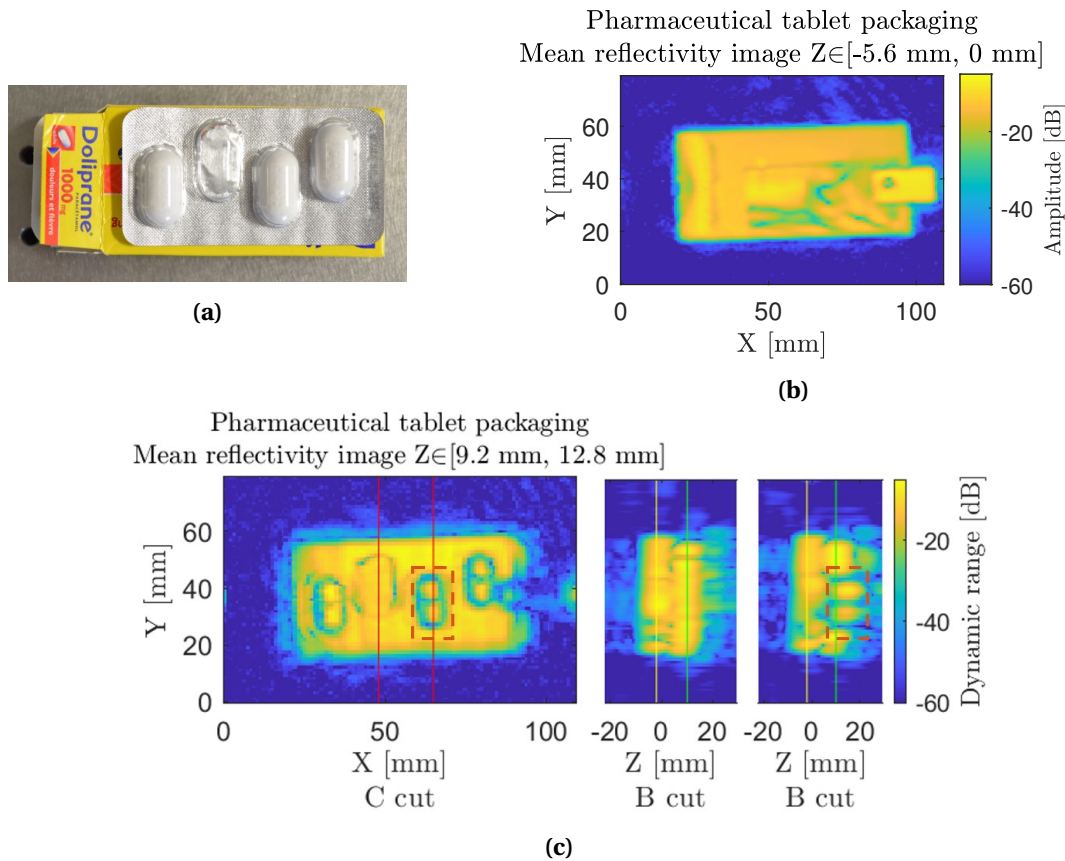 Doliprane®
PARACÉTAMOL
1000 mg
douleurs et fièvre
(a)
Pharmaceutical tablet packaging
Mean reflectivity image Z∈[-5.6 mm, 0 mm]
60
40
20
0
Y [mm]
0
50
100
X [mm]
-20
-40
-60
Amplitude [dB]
(b)
Pharmaceutical tablet packaging
Mean reflectivity image Z∈[9.2 mm, 12.8 mm]
60
40
20
0
Y [mm]
0
50
100
X [mm]
C cut
-20
0
20
Z [mm]
B cut
-20
0
20
Z [mm]
B cut
-20
-40
-60
Dynamic range [dB]
(c)